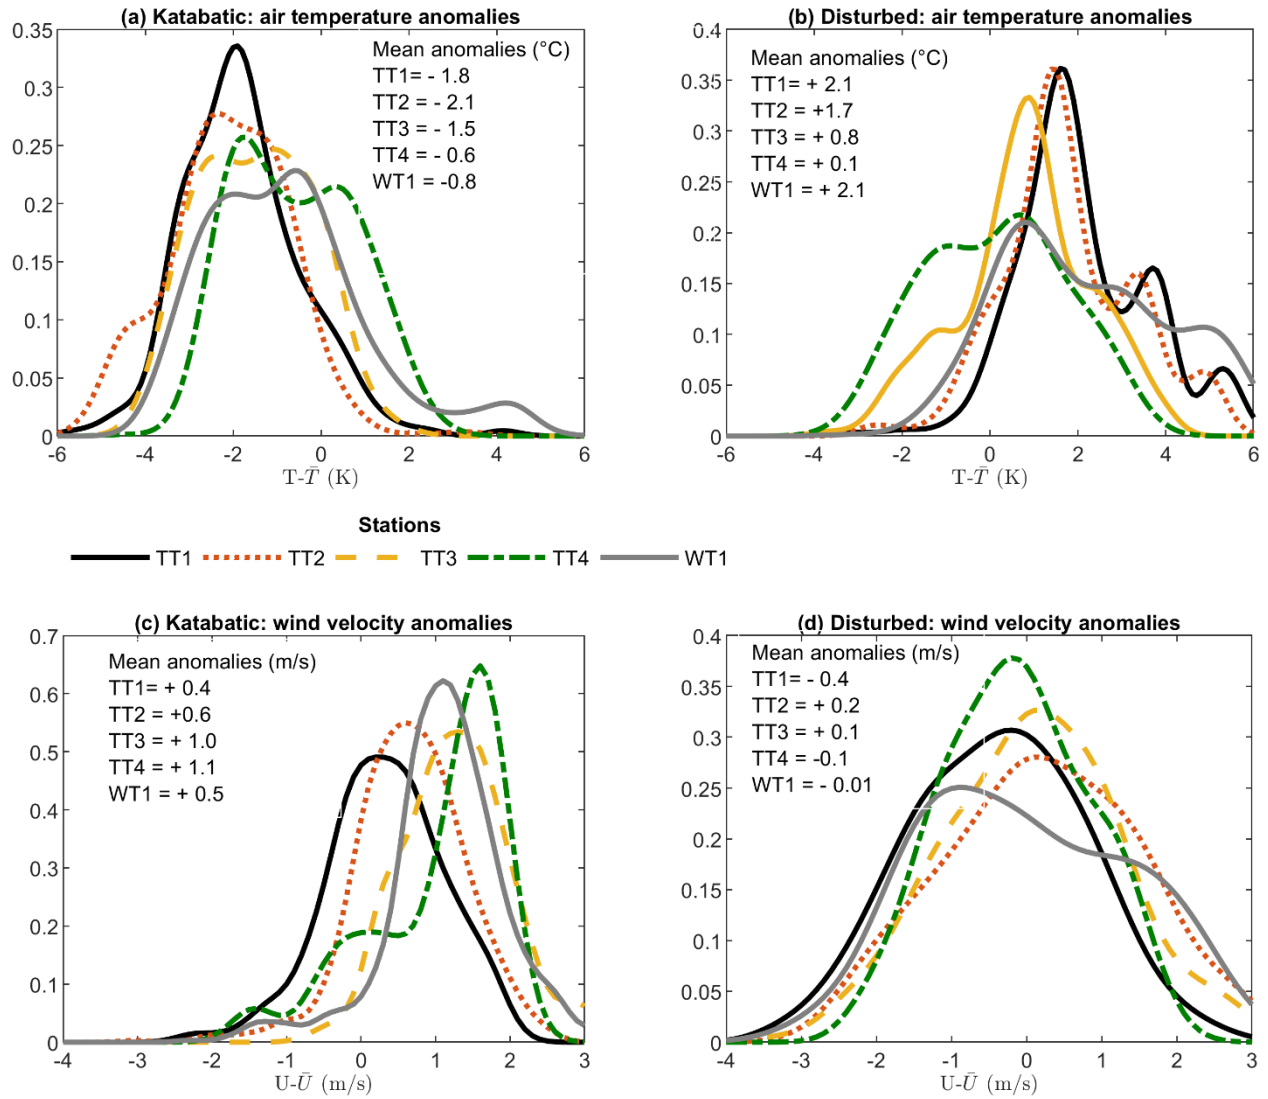 (a) Katabatic: air temperature anomalies
0.35
0.3
0.25
0.2
0.15
0.1
0.05
0
Mean anomalies (°C)
TT1= - 1.8
TT2 = - 2.1
TT3 = - 1.5
TT4 = - 0.6
WT1 = -0.8
-6 -4 -2 0 2 4 6
T-T̄ (K)
(b) Disturbed: air temperature anomalies
0.4
0.35
0.3
0.25
0.2
0.15
0.1
0.05
0
Mean anomalies (°C)
TT1= + 2.1
TT2 = +1.7
TT3 = + 0.8
TT4 = + 0.1
WT1 = + 2.1
-6 -4 -2 0 2 4 6
T-T̄ (K)
Stations
TT1 TT2 TT3 TT4 WT1
(c) Katabatic: wind velocity anomalies
0.7
0.6
0.5
0.4
0.3
0.2
0.1
0
Mean anomalies (m/s)
TT1= + 0.4
TT2 = +0.6
TT3 = + 1.0
TT4 = + 1.1
WT1 = + 0.5
-4 -3 -2 -1 0 1 2 3
U-Ū (m/s)
(d) Disturbed: wind velocity anomalies
0.4
0.35
0.3
0.25
0.2
0.15
0.1
0.05
0
Mean anomalies (m/s)
TT1= - 0.4
TT2 = + 0.2
TT3 = + 0.1
TT4 = -0.1
WT1 = - 0.01
-4 -3 -2 -1 0 1 2 3
U-Ū (m/s)